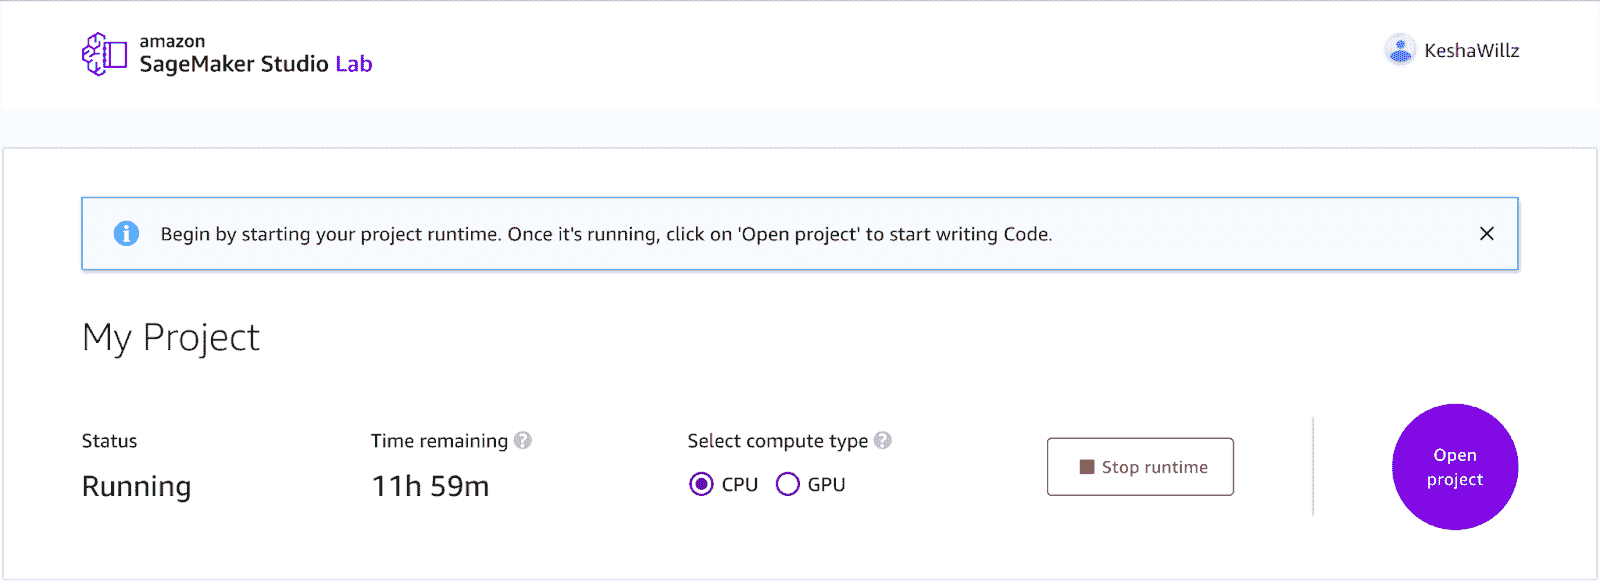 amazon
SageMaker Studio Lab
KeshaWillz
Begin by starting your project runtime. Once it's running, click on 'Open project' to start writing Code.
My Project
Status
Running
Time remaining
11h 59m
Select compute type
CPU GPU
Stop runtime
Open
project